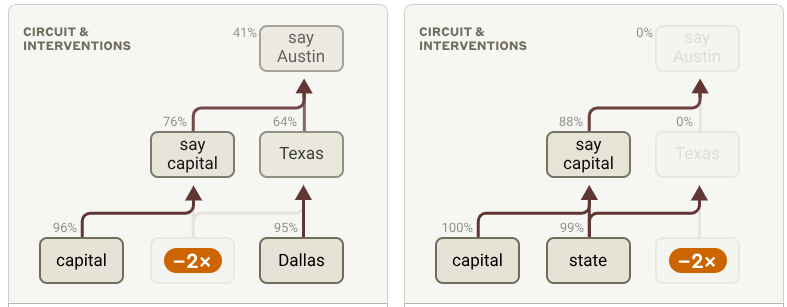 CIRCUIT &
INTERVENTIONS
41%
say
Austin
76%
64%
say
capital
Texas
96%
95%
capital
−2×
Dallas
CIRCUIT &
INTERVENTIONS
0%
say
Austin
88%
0%
say
capital
Texas
100%
99%
capital
state
−2×